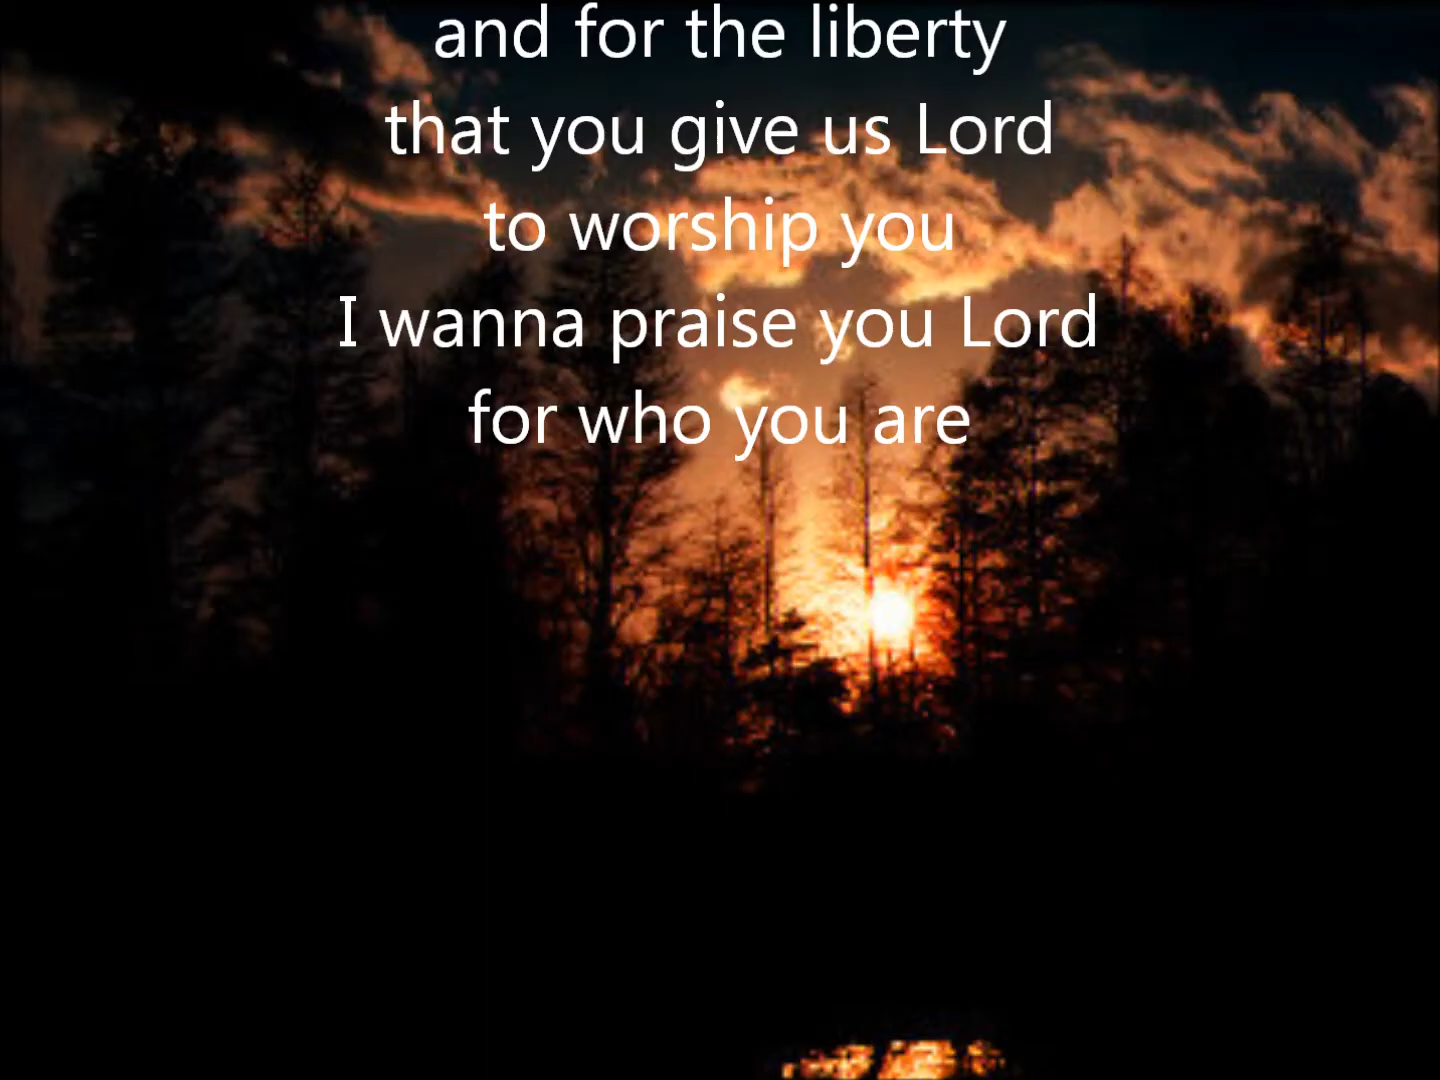 and for the liberty
that you give us Lord
to worship you
I wanna praise you Lord
for who you are